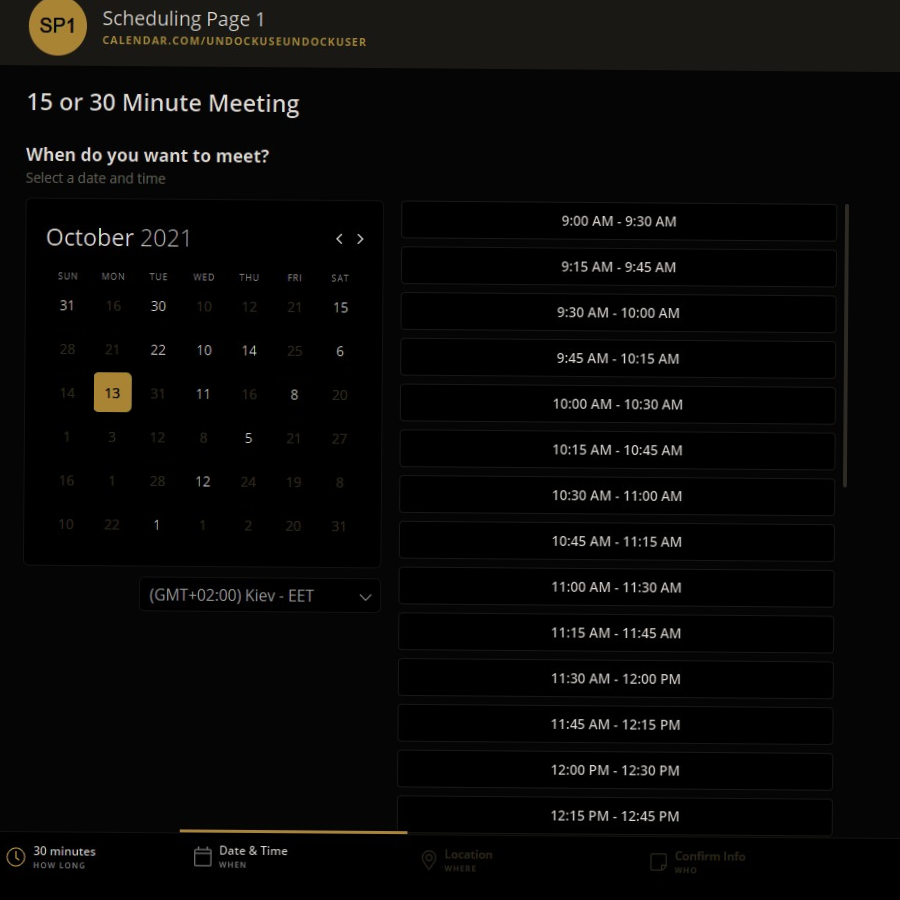 SP1
Scheduling Page 1
CALENDAR.COM/UNDOCKUSEUNDOCKUSER
15 or 30 Minute Meeting
When do you want to meet?
Select a date and time
October 2021
SUN MON TUE WED THU FRI SAT
31 16 30 10 12 21 15
28 21 22 10 14 25 6
14 13 31 11 16 8 20
1 3 12 8 5 21 27
16 1 28 12 24 19 8
10 22 1 1 2 20 31
(GMT+02:00) Kiev - EET
9:00 AM - 9:30 AM
9:15 AM - 9:45 AM
9:30 AM - 10:00 AM
9:45 AM - 10:15 AM
10:00 AM - 10:30 AM
10:15 AM - 10:45 AM
10:30 AM - 11:00 AM
10:45 AM - 11:15 AM
11:00 AM - 11:30 AM
11:15 AM - 11:45 AM
11:30 AM - 12:00 PM
11:45 AM - 12:15 PM
12:00 PM - 12:30 PM
12:15 PM - 12:45 PM
30 minutes
HOW LONG
Date & Time
WHEN
Location
WHERE
Confirm Info
WHO